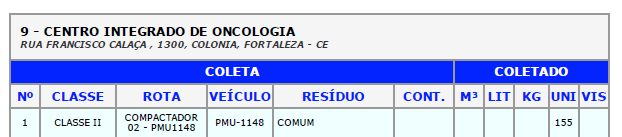 9 - CENTRO INTEGRADO DE ONCOLOGIA
RUA FRANCISCO CALAÇA , 1300, COLONIA, FORTALEZA - CE
COLETA COLETADO
Nº CLASSE ROTA VEÍCULO RESÍDUO CONT. M³ LIT KG UNI VIS
1 CLASSE II COMPACTADOR 02 - PMU1148 PMU-1148 COMUM 155